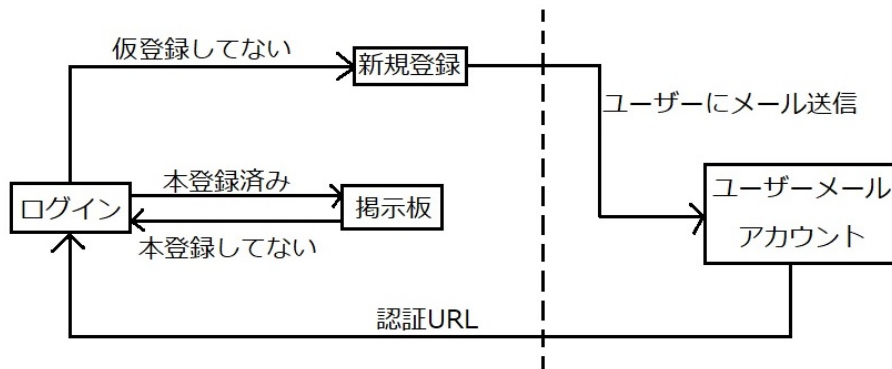 仮登録してない
新規登録
ユーザーにメール送信
本登録済み
ログイン
掲示板
本登録してない
ユーザーメール
アカウント
認証URL